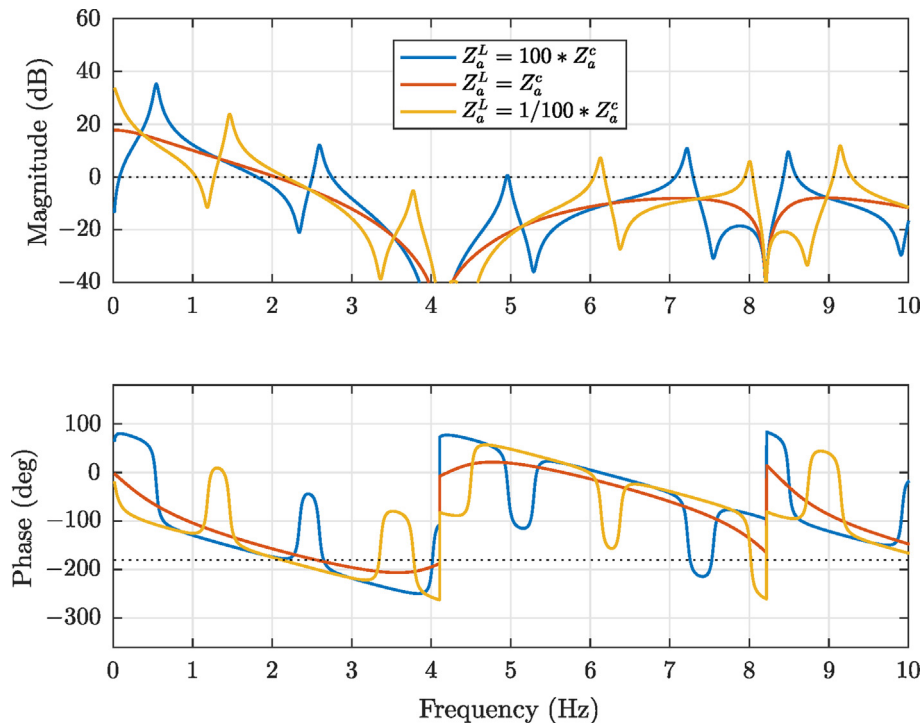 60
40
20
0
−20
−40
Magnitude (dB)
Z_a^L = 100 ∗ Z_a^c
Z_a^L = Z_a^c
Z_a^L = 1/100 ∗ Z_a^c
0 1 2 3 4 5 6 7 8 9 10
100
0
−100
−200
−300
Phase (deg)
0 1 2 3 4 5 6 7 8 9 10
Frequency (Hz)